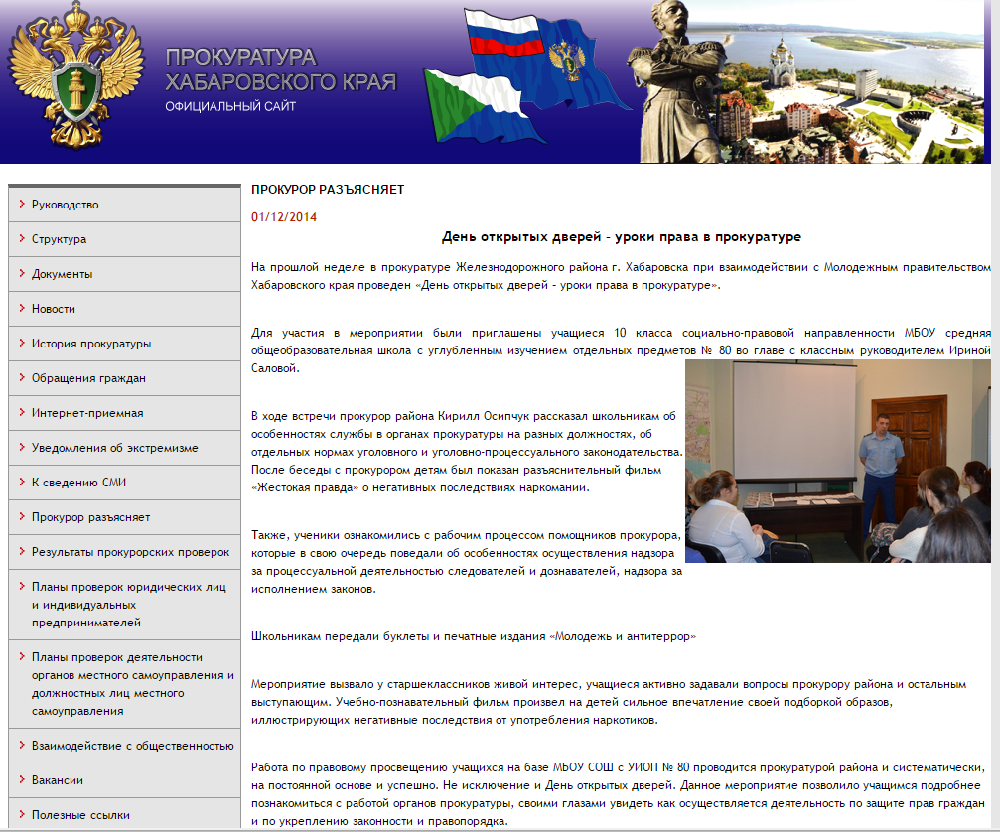 ПРОКУРАТУРА
ХАБАРОВСКОГО КРАЯ
ОФИЦИАЛЬНЫЙ САЙТ
Руководство
Структура
Документы
Новости
История прокуратуры
Обращения граждан
Интернет-приемная
Уведомления об экстремизме
К сведению СМИ
Прокурор разъясняет
Результаты прокурорских проверок
Планы проверок юридических лиц
и индивидуальных
предпринимателей
Планы проверок деятельности
органов местного самоуправления и
должностных лиц местного
самоуправления
Взаимодействие с общественностью
Вакансии
Полезные ссылки
ПРОКУРОР РАЗЪЯСНЯЕТ
01/12/2014
День открытых дверей – уроки права в прокуратуре
На прошлой неделе в прокуратуре Железнодорожного района г. Хабаровска при взаимодействии с Молодежным правительством
Хабаровского края проведен «День открытых дверей – уроки права в прокуратуре».
Для участия в мероприятии были приглашены учащиеся 10 класса социально-правовой направленности МБОУ средняя
общеобразовательная школа с углубленным изучением отдельных предметов № 80 во главе с классным руководителем Ириной
Саловой.
В ходе встречи прокурор района Кирилл Осипчук рассказал школьникам об
особенностях службы в органах прокуратуры на разных должностях, об
отдельных нормах уголовного и уголовно-процессуального законодательства.
После беседы с прокурором детям был показан разъяснительный фильм
«Жестокая правда» о негативных последствиях наркомании.
Также, ученики ознакомились с рабочим процессом помощников прокурора,
которые в свою очередь поведали об особенностях осуществления надзора
за процессуальной деятельностью следователей и дознавателей, надзора за
исполнением законов.
Школьникам передали буклеты и печатные издания «Молодежь и антитеррор»
Мероприятие вызвало у старшеклассников живой интерес, учащиеся активно задавали вопросы прокурору района и остальным
выступающим. Учебно-познавательный фильм произвел на детей сильное впечатление своей подборкой образов,
иллюстрирующих негативные последствия от употребления наркотиков.
Работа по правовому просвещению учащихся на базе МБОУ СОШ с УИОП № 80 проводится прокуратурой района и систематически,
на постоянной основе и успешно. Не исключение и День открытых дверей. Данное мероприятие позволило учащимся подробнее
познакомиться с работой органов прокуратуры, своими глазами увидеть как осуществляется деятельность по защите прав граждан
и по укреплению законности и правопорядка.